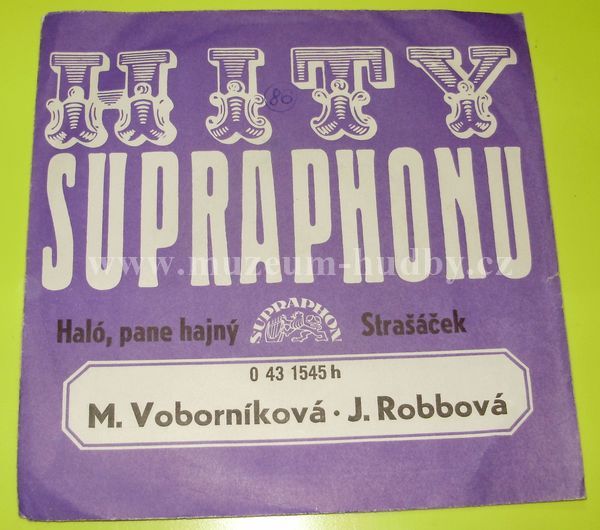 HITY
80
SUPRAPHONU
www.muzeum-hudby.cz
Haló, pane hajný SUPRAPHON Strašáček
0 43 1545 h
M. Voborníková · J. Robbová